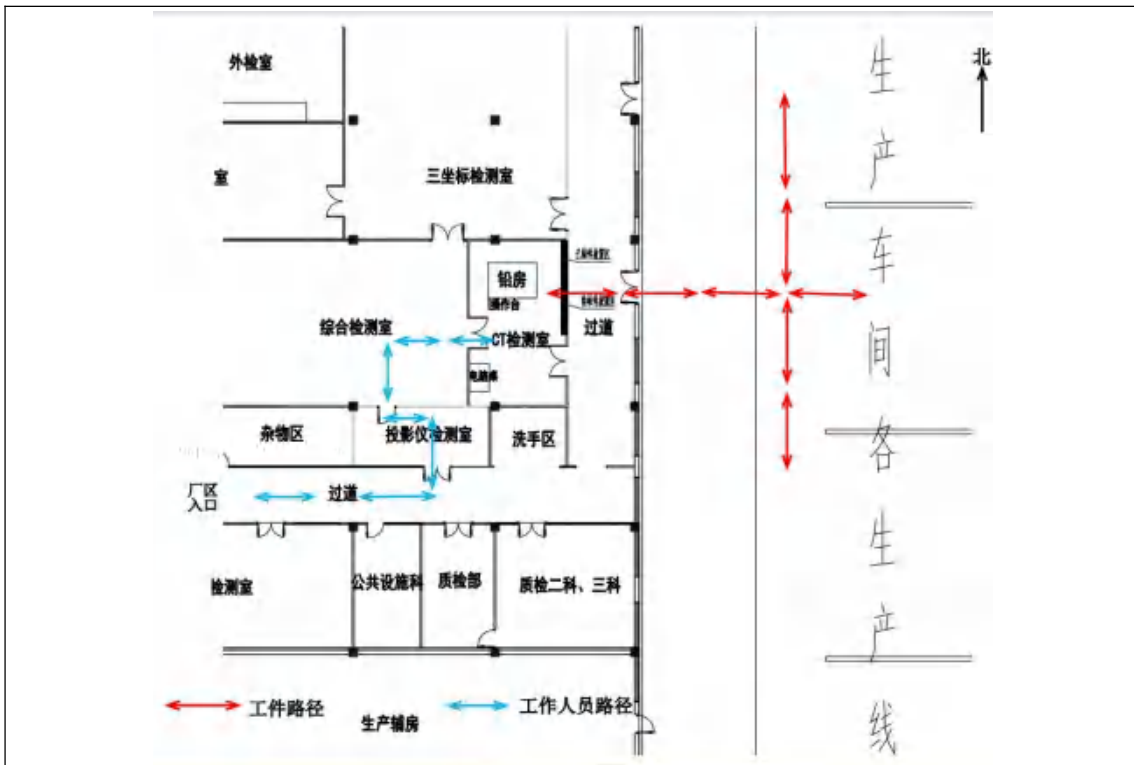 外检室
北
室
三坐标检测室
铅房
操作台
综合检测室
CT检测室
过道
电脑桌
杂物区
投影仪检测室
洗手区
厂区
入口
过道
检测室
公共设施科
质检部
质检二科、三科
工件路径
工作人员路径
生产辅房
生产车间各生产线